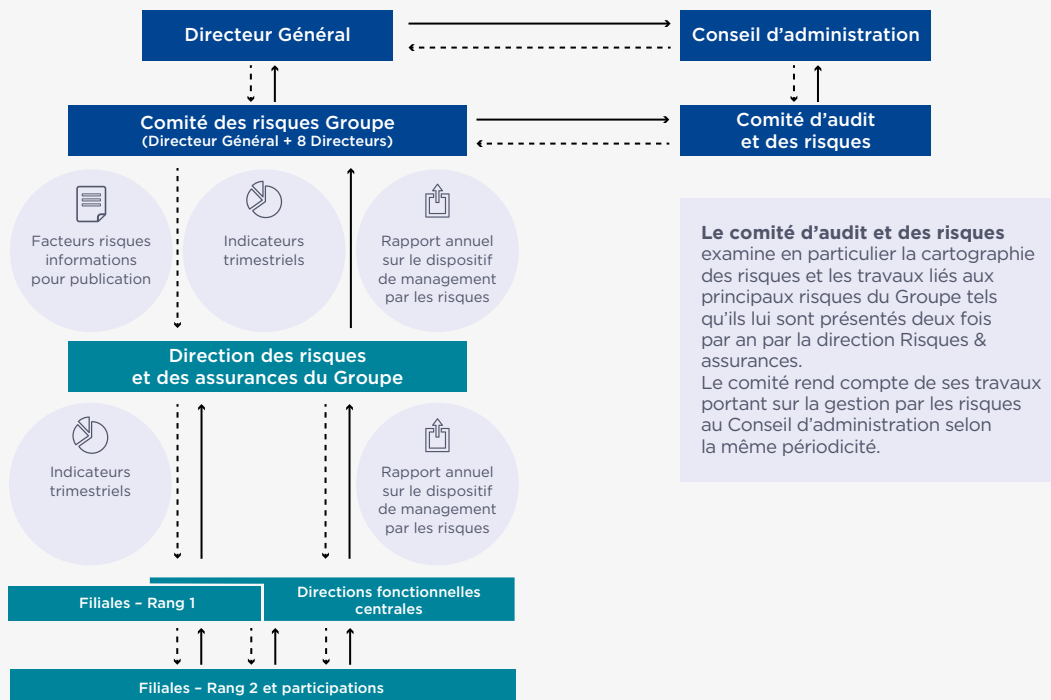 Directeur Général
Conseil d'administration
Comité des risques Groupe
(Directeur Général + 8 Directeurs)
Comité d'audit
et des risques
Facteurs risques
informations
pour publication
Indicateurs
trimestriels
Rapport annuel
sur le dispositif
de management
par les risques
Le comité d'audit et des risques
examine en particulier la cartographie
des risques et les travaux liés aux
principaux risques du Groupe tels
qu'ils lui sont présentés deux fois
par an par la direction Risques &
assurances.
Le comité rend compte de ses travaux
portant sur la gestion par les risques
au Conseil d'administration selon
la même périodicité.
Direction des risques
et des assurances du Groupe
Indicateurs
trimestriels
Rapport annuel
sur le dispositif
de management
par les risques
Filiales – Rang 1
Directions fonctionnelles
centrales
Filiales – Rang 2 et participations